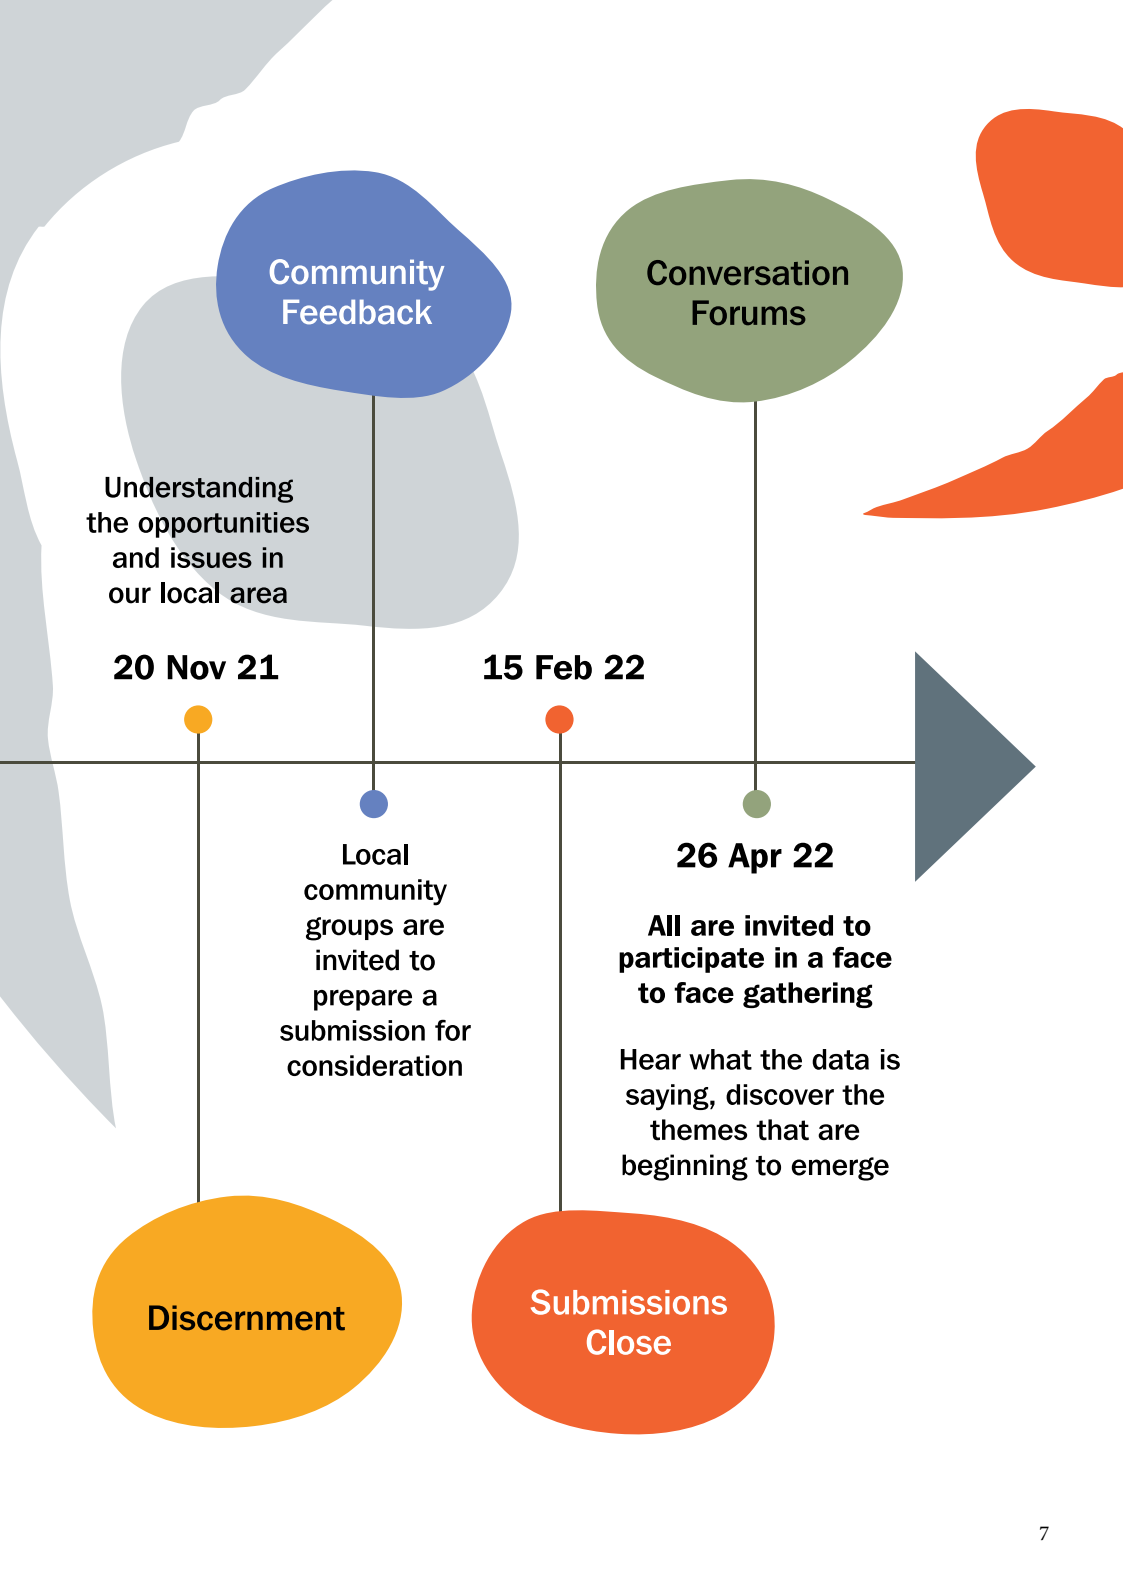 Community
Feedback
Conversation
Forums
Understanding
the opportunities
and issues in
our local area
20 Nov 21
15 Feb 22
Local
community
groups are
invited to
prepare a
submission for
consideration
26 Apr 22
All are invited to
participate in a face
to face gathering
Hear what the data is
saying, discover the
themes that are
beginning to emerge
Discernment
Submissions
Close
7